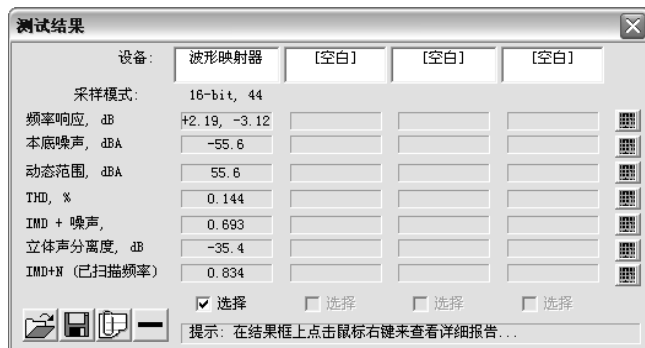 测试结果
设备: 波形映射器 [空白] [空白] [空白]
采样模式: 16-bit, 44
频率响应, dB +2.19, -3.12
本底噪声, dBA -55.6
动态范围, dBA 55.6
THD, % 0.144
IMD + 噪声, 0.693
立体声分离度, dB -35.4
IMD+N (已扫描频率) 0.834
选择 选择 选择 选择
提示: 在结果框上点击鼠标右键来查看详细报告...